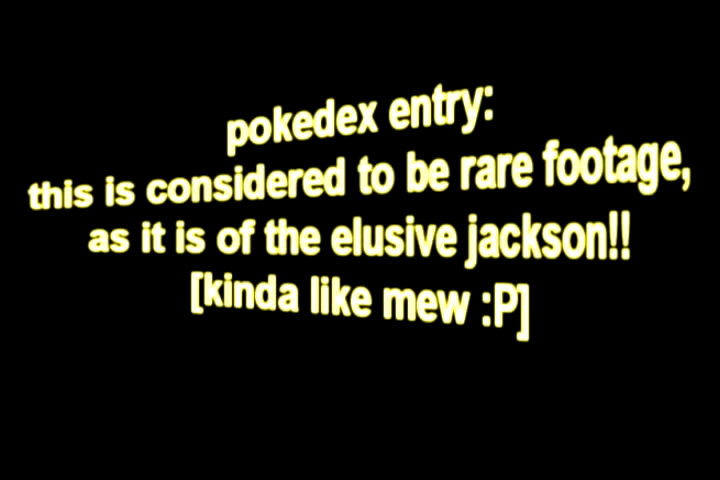 pokedex entry:
this is considered to be rare footage,
as it is of the elusive jackson!!
[kinda like mew :P]